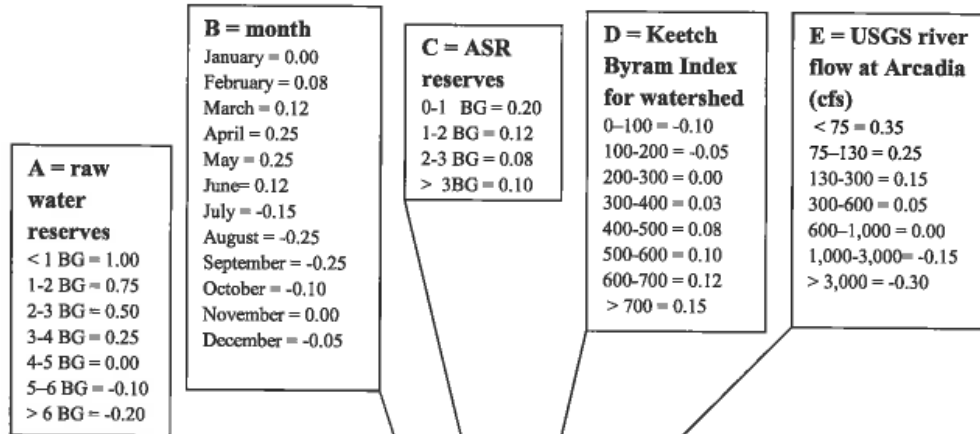 A = raw
water
reserves
< 1 BG = 1.00
1-2 BG = 0.75
2-3 BG = 0.50
3-4 BG = 0.25
4-5 BG = 0.00
5–6 BG = -0.10
> 6 BG = -0.20
B = month
January = 0.00
February = 0.08
March = 0.12
April = 0.25
May = 0.25
June= 0.12
July = -0.15
August = -0.25
September = -0.25
October = -0.10
November = 0.00
December = -0.05
C = ASR
reserves
0-1 BG = 0.20
1-2 BG = 0.12
2-3 BG = 0.08
> 3BG = 0.10
D = Keetch
Byram Index
for watershed
0–100 = -0.10
100-200 = -0.05
200-300 = 0.00
300-400 = 0.03
400-500 = 0.08
500-600 = 0.10
600-700 = 0.12
> 700 = 0.15
E = USGS river
flow at Arcadia
(cfs)
< 75 = 0.35
75–130 = 0.25
130-300 = 0.15
300-600 = 0.05
600–1,000 = 0.00
1,000-3,000= -0.15
> 3,000 = -0.30